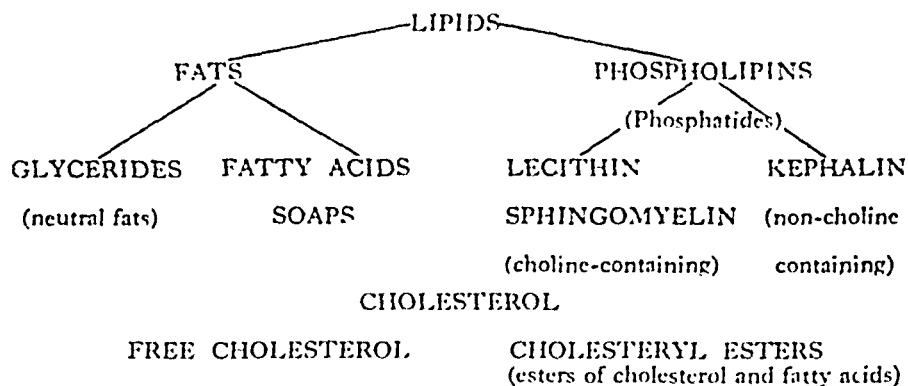 LIPIDS
FATS PHOSPHOLIPINS
(Phosphatides)
GLYCERIDES FATTY ACIDS LECITHIN KEPHALIN
(neutral fats) SOAPS SPHINGOMYELIN (non-choline
(choline-containing) containing)
CHOLESTEROL
FREE CHOLESTEROL CHOLESTERYL ESTERS
(esters of cholesterol and fatty acids)